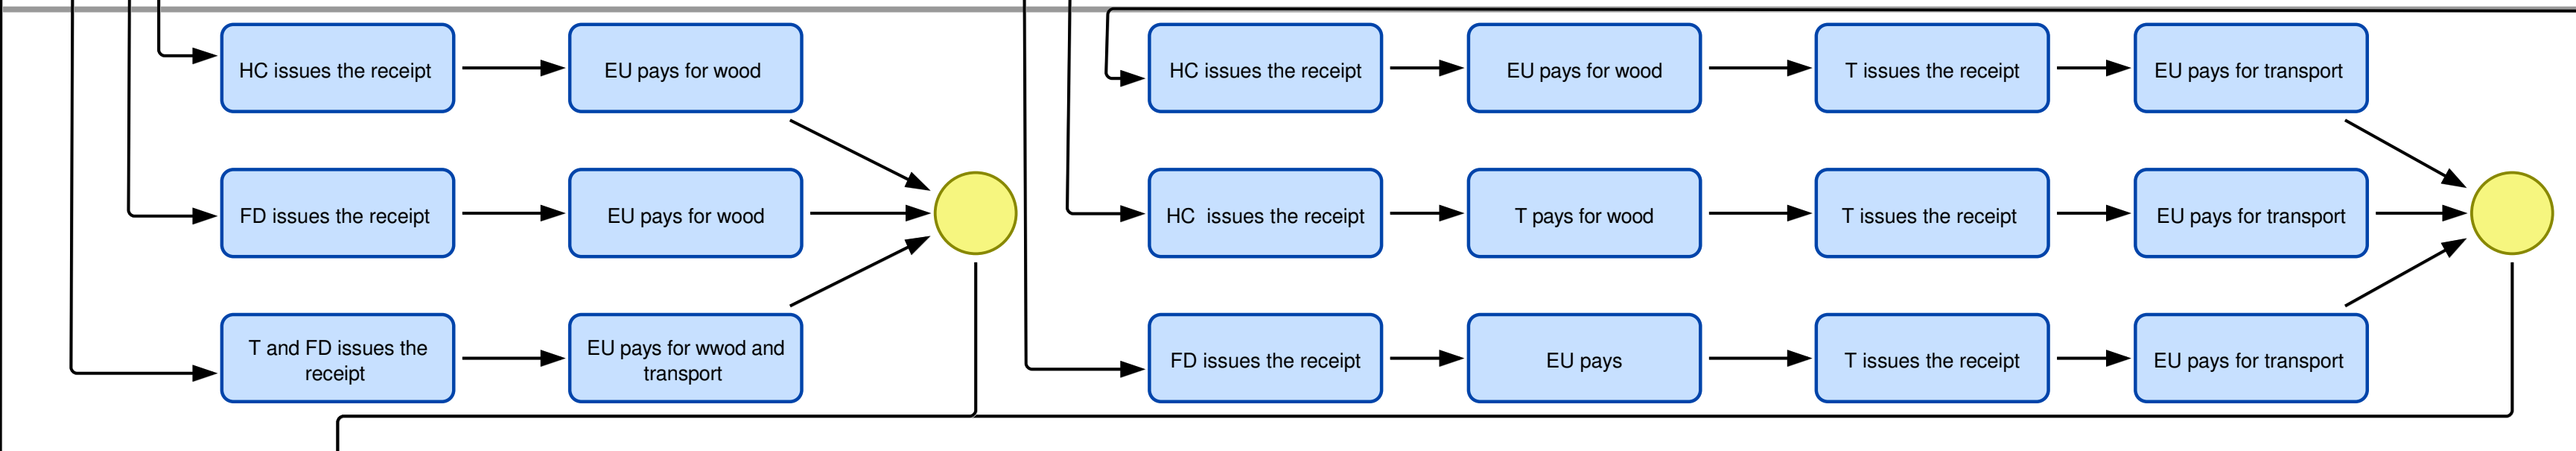 HC issues the receipt
EU pays for wood
HC issues the receipt
EU pays for wood
T issues the receipt
EU pays for transport
FD issues the receipt
EU pays for wood
HC  issues the receipt
T pays for wood
T issues the receipt
EU pays for transport
T and FD issues the
receipt
EU pays for wwod and
transport
FD issues the receipt
EU pays
T issues the receipt
EU pays for transport